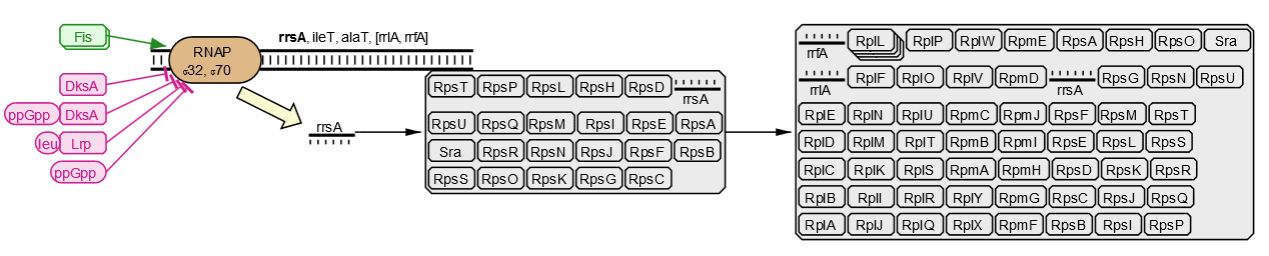 Fis
RNAP
σ32, σ70
rrsA, ileT, alaT, [rrlA, rrfA]
DksA
ppGpp DksA
leu Lrp
ppGpp
rrsA
RpsT RpsP RpsL RpsH RpsD rrsA
RpsU RpsQ RpsM RpsI RpsE RpsA
Sra RpsR RpsN RpsJ RpsF RpsB
RpsS RpsO RpsK RpsG RpsC
rrfA RplL RplP RplW RpmE RpsA RpsH RpsO Sra
rrlA RplF RplO RplV RpmD rrsA RpsG RpsN RpsU
RplE RplN RplU RpmC RpmJ RpsF RpsM RpsT
RplD RplM RplT RpmB RpmI RpsE RpsL RpsS
RplC RplK RplS RpmA RpmH RpsD RpsK RpsR
RplB RplI RplR RplY RpmG RpsC RpsJ RpsQ
RplA RplJ RplQ RplX RpmF RpsB RpsI RpsP